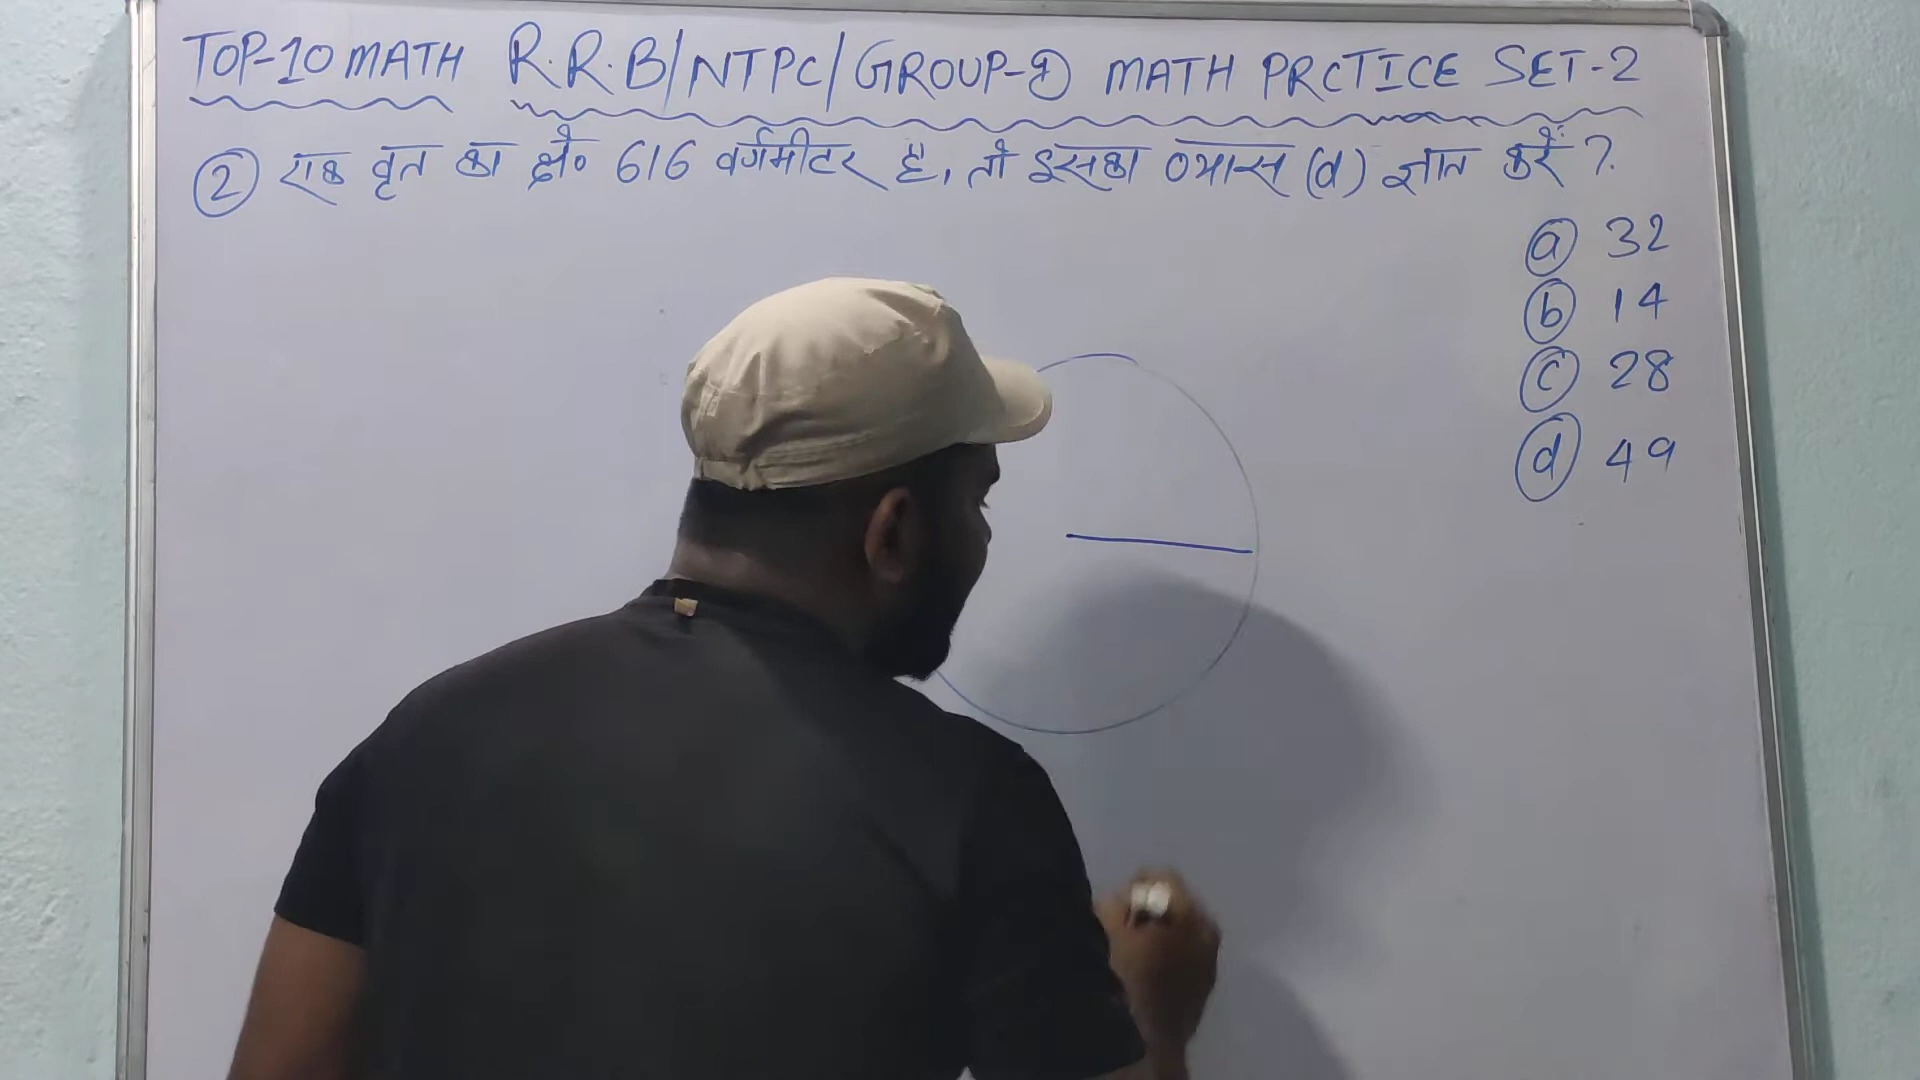 TOP-10 MATH R.R.B/NTPC/GROUP-D MATH PRCTICE SET-2
② एक वृत का क्षे० 616 वर्गमीटर है, तो इसका व्यास (d) ज्ञात करें ?
ⓐ 32
ⓑ 14
ⓒ 28
ⓓ 49